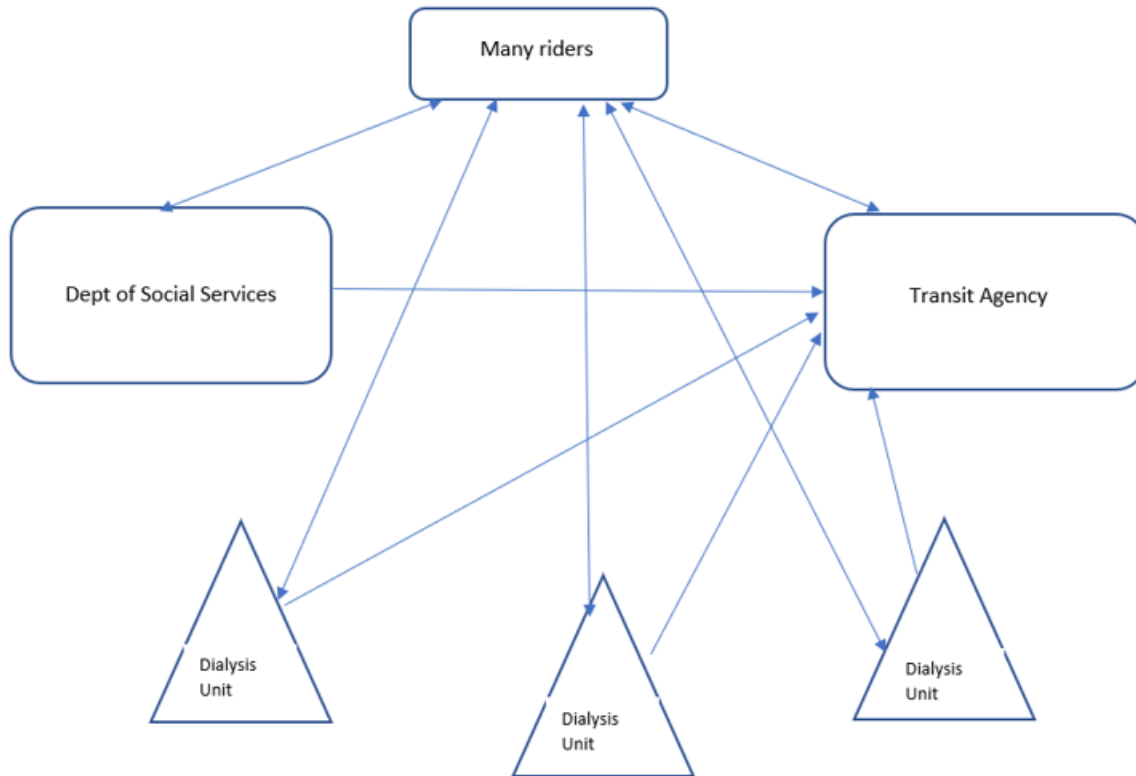 Many riders
Dept of Social Services
Transit Agency
Dialysis
Unit
Dialysis
Unit
Dialysis
Unit